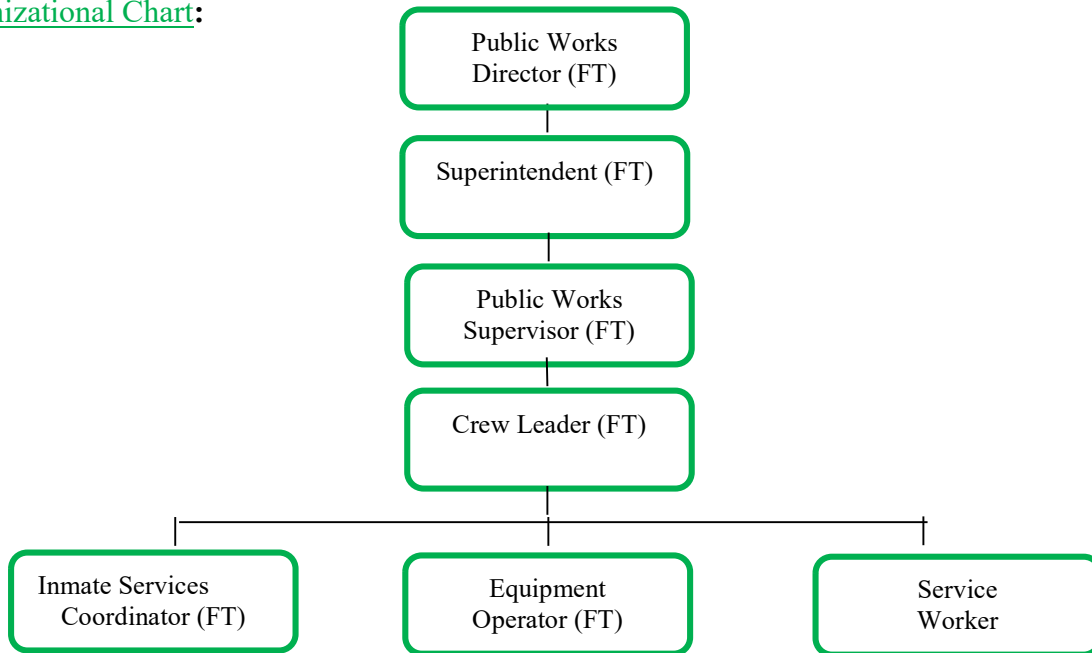 nizational Chart:
Public Works
Director (FT)
Superintendent (FT)
Public Works
Supervisor (FT)
Crew Leader (FT)
Inmate Services
Coordinator (FT)
Equipment
Operator (FT)
Service
Worker